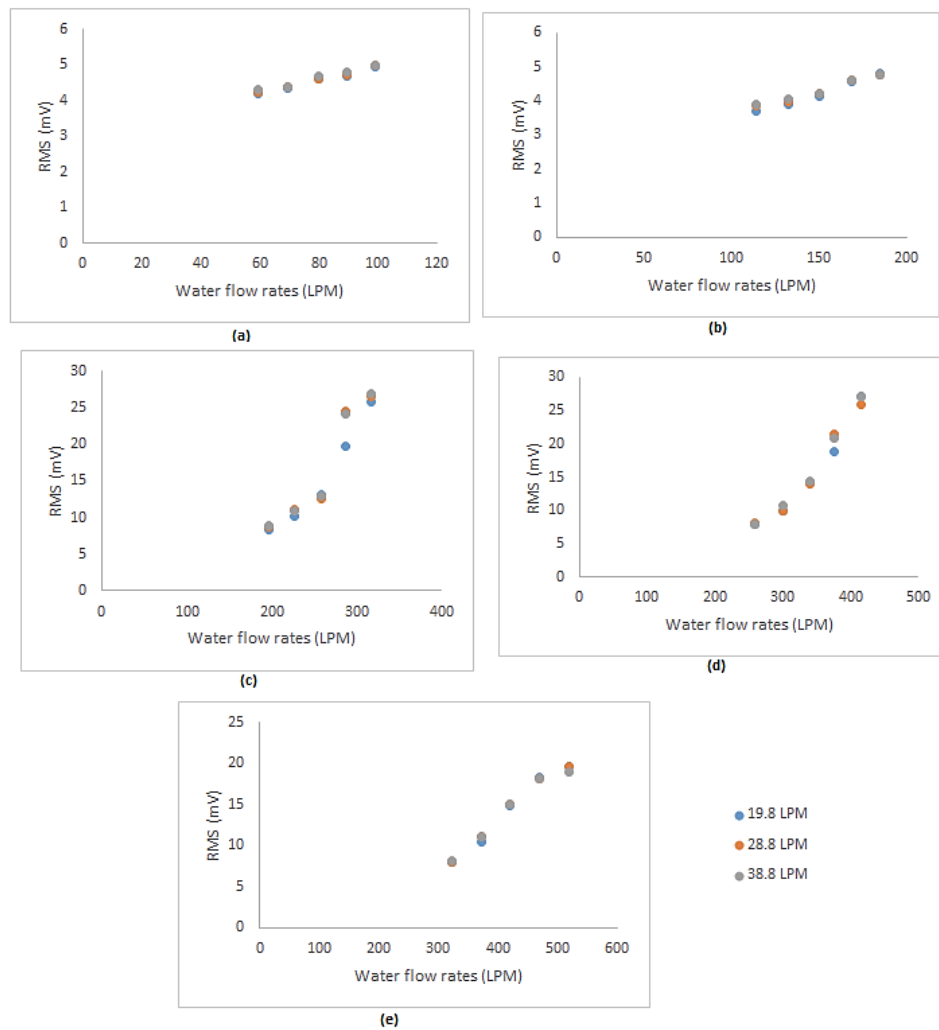 6
5
4
3
2
1
0
RMS (mV)
0 20 40 60 80 100 120
Water flow rates (LPM)
(a)
6
5
4
3
2
1
0
RMS (mV)
0 50 100 150 200
Water flow rates (LPM)
(b)
30
25
20
15
10
5
0
RMS (mV)
0 100 200 300 400
Water flow rates (LPM)
(c)
30
25
20
15
10
5
0
RMS (mV)
0 100 200 300 400 500
Water flow rates (LPM)
(d)
25
20
15
10
5
0
RMS (mV)
0 100 200 300 400 500 600
Water flow rates (LPM)
(e)
19.8 LPM
28.8 LPM
38.8 LPM